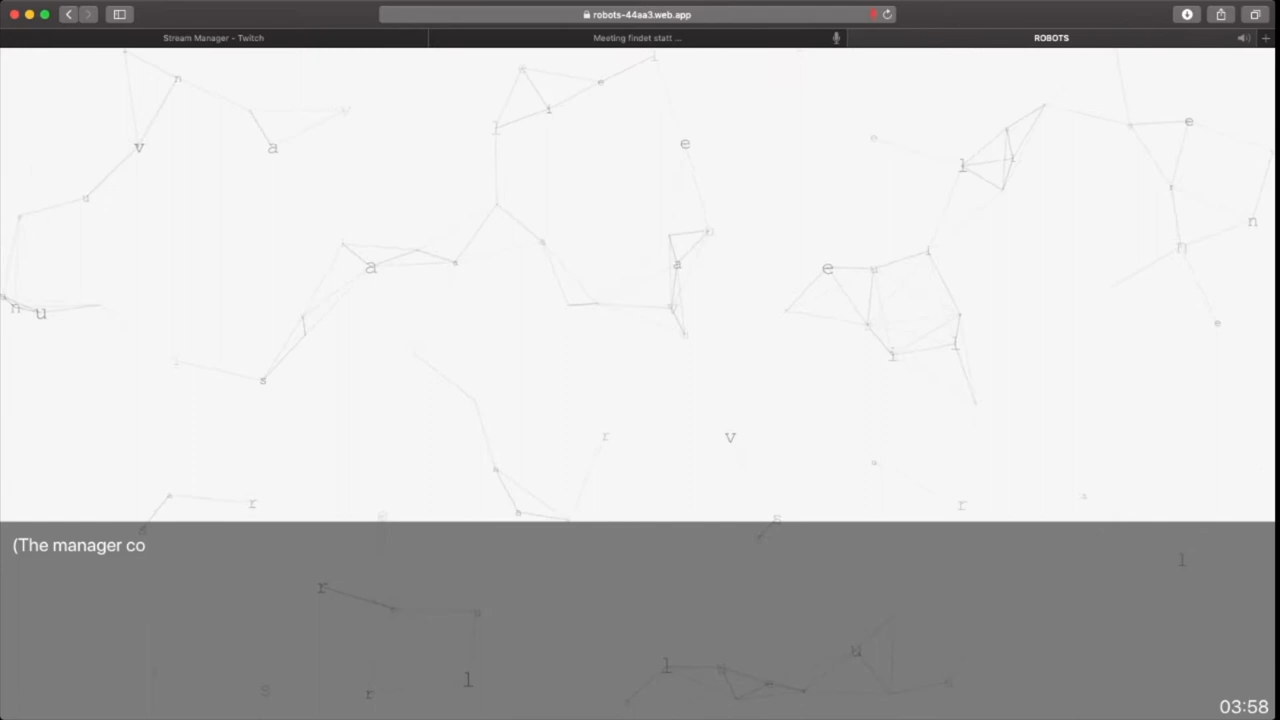 robots-44aa3.web.app
Stream Manager - Twitch
Meeting findet statt ...
ROBOTS
(The manager co
03:58